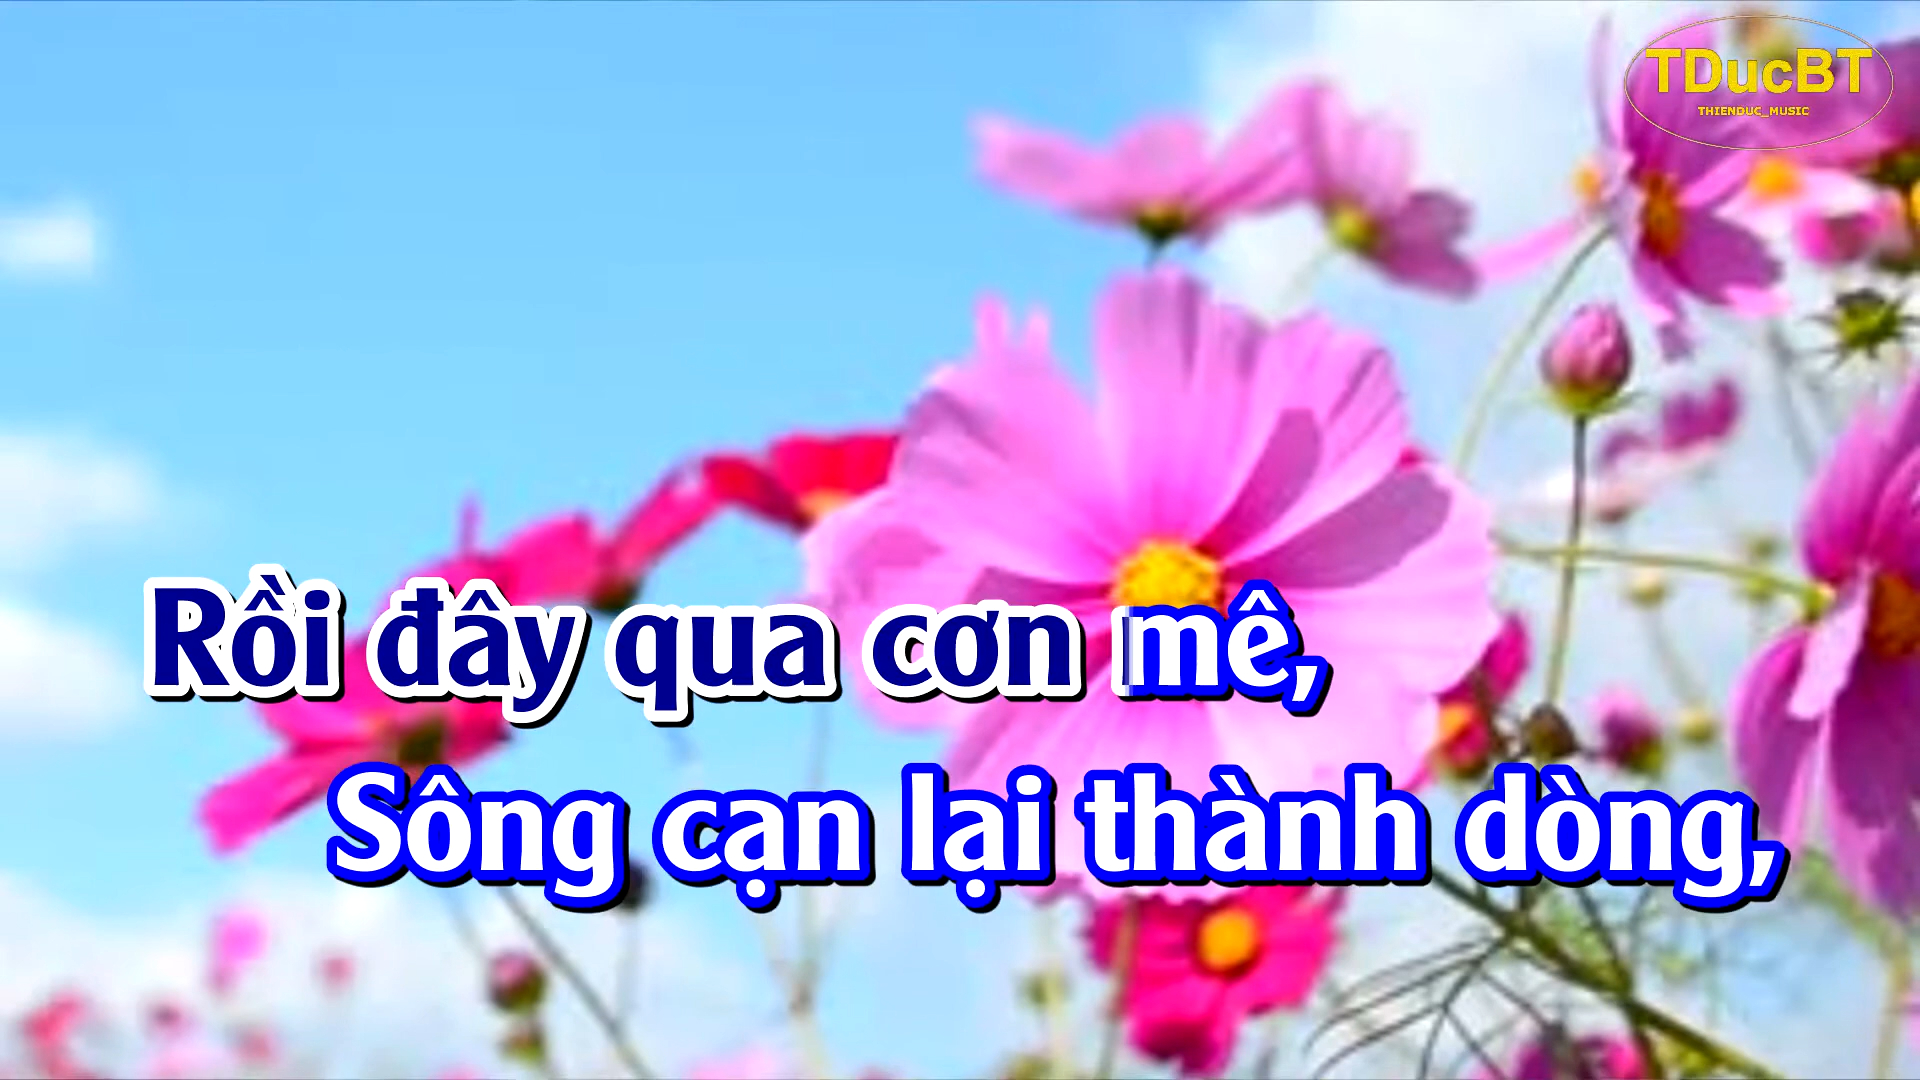 TDucBT
THIENDUC_MUSIC
Rồi đây qua cơn mê,
Sông cạn lại thành dòng,